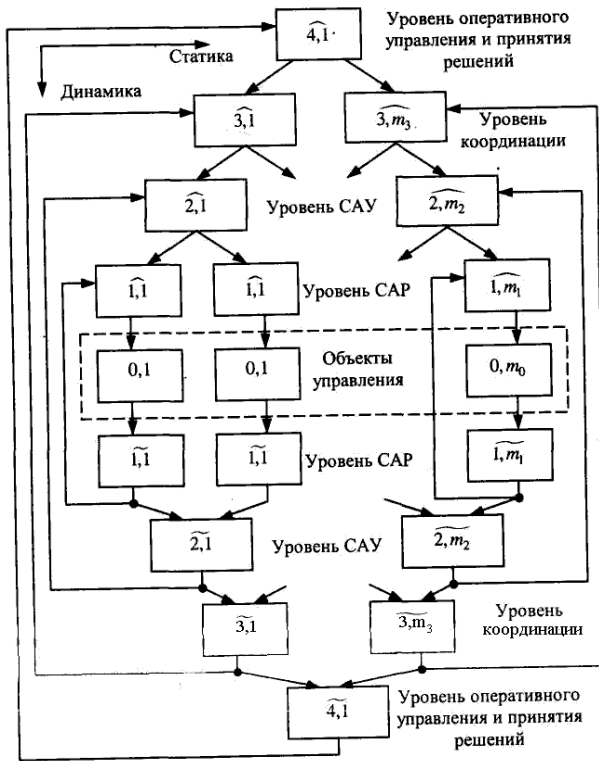 4,1
Уровень оперативного
управления и принятия
решений
Статика
Динамика
3,1
3, m₃
Уровень
координации
2,1
Уровень САУ
2, m₂
1,1
1,1
Уровень САР
1, m₁
0,1
0,1
Объекты
управления
0, m₀
1,1
1,1
Уровень САР
1, m₁
2,1
Уровень САУ
2, m₂
3,1
3,m₃
Уровень
координации
4,1
Уровень оперативного
управления и принятия
решений